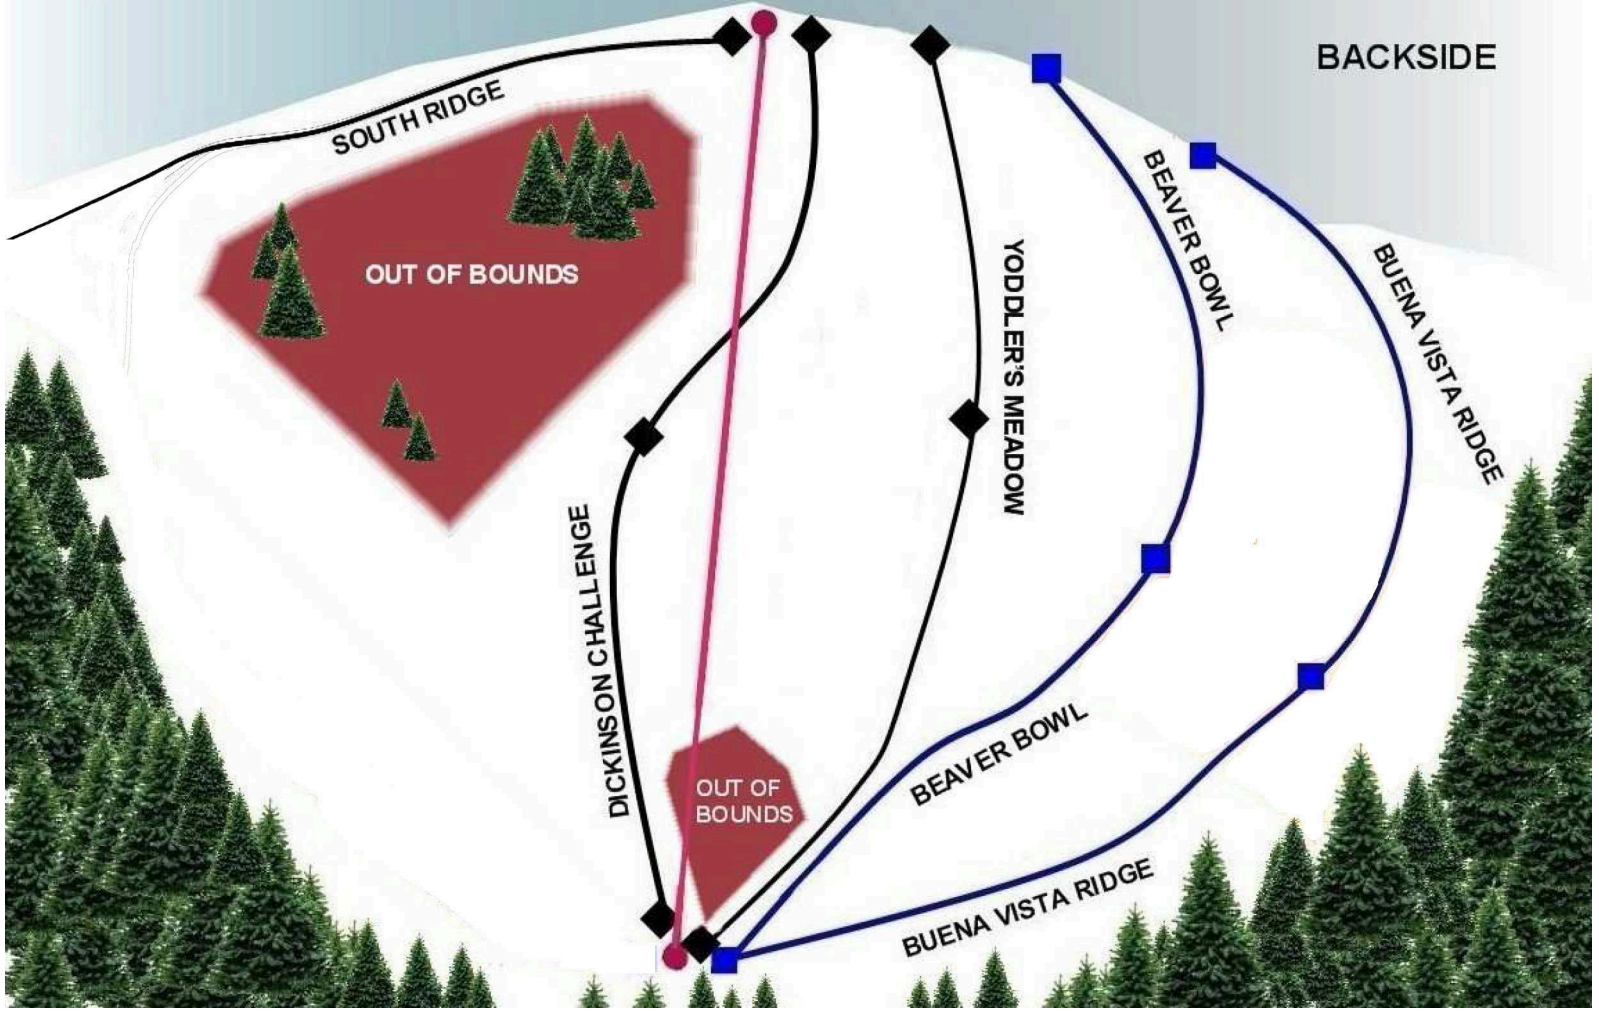 BACKSIDE
SOUTH RIDGE
BEAVER BOWL
YODDLER'S MEADOW
BUENA VISTA RIDGE
OUT OF BOUNDS
DICKINSON CHALLENGE
BEAVER BOWL
OUT OF
BOUNDS
BUENA VISTA RIDGE